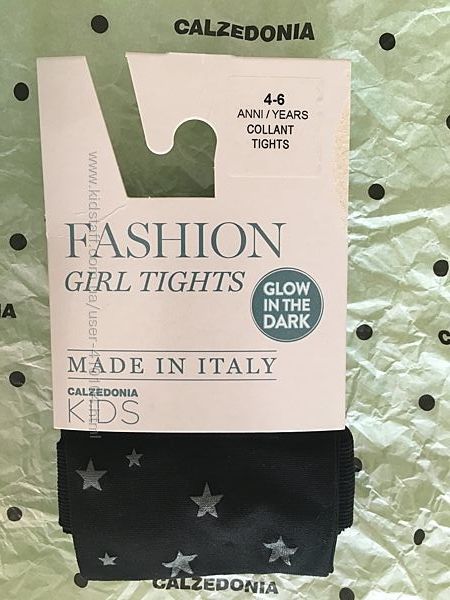 CALZEDONIA
4-6
ANNI / YEARS
COLLANT
TIGHTS
FASHION
GIRL TIGHTS
GLOW
IN THE
DARK
MADE IN ITALY
CALZEDONIA
KIDS
CALZEDONIA